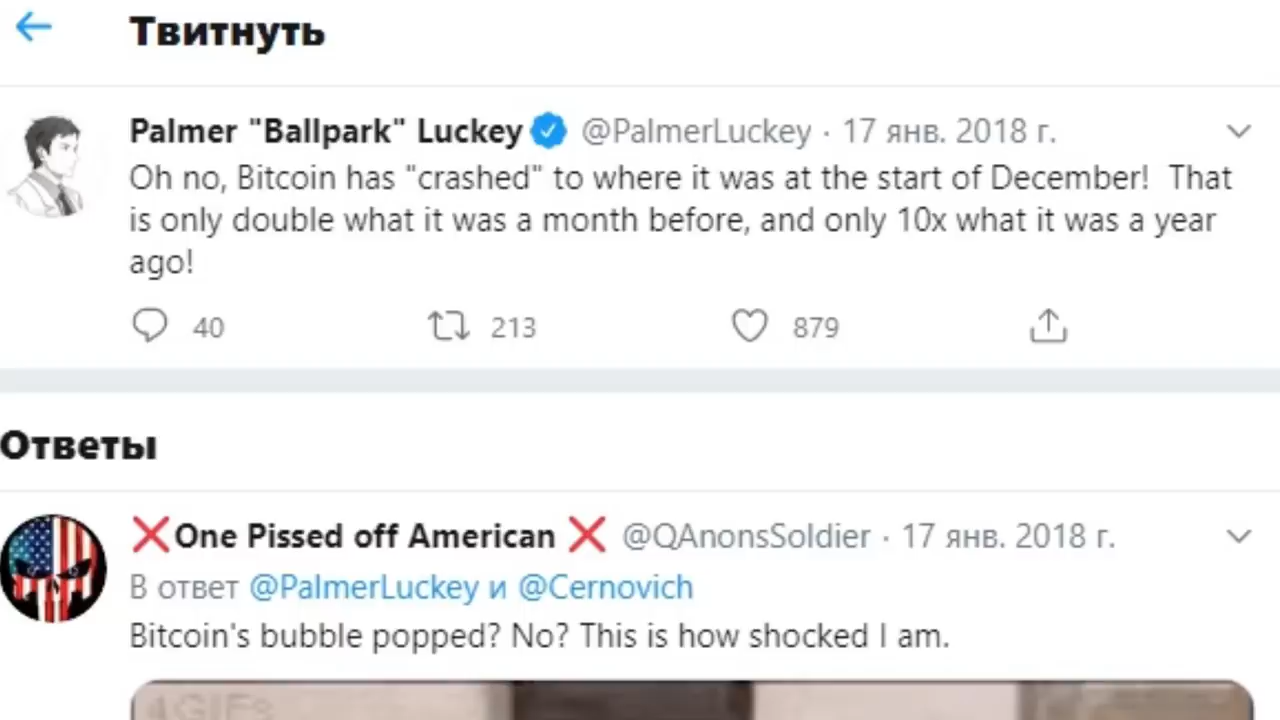 Твитнуть
Palmer "Ballpark" Luckey @PalmerLuckey · 17 янв. 2018 г.
Oh no, Bitcoin has "crashed" to where it was at the start of December! That
is only double what it was a month before, and only 10x what it was a year
ago!
40 213 879
Ответы
❌One Pissed off American ❌ @QAnonsSoldier · 17 янв. 2018 г.
В ответ @PalmerLuckey и @Cernovich
Bitcoin's bubble popped? No? This is how shocked I am.
4GIFs